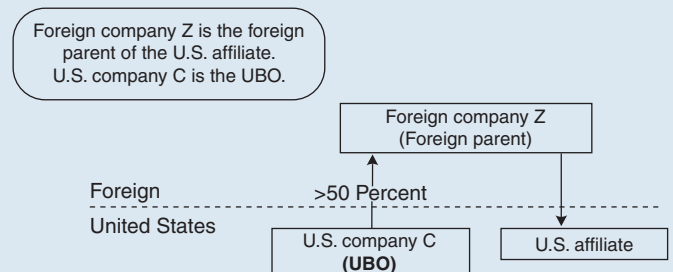 Foreign company Z is the foreign
parent of the U.S. affiliate.
U.S. company C is the UBO.
Foreign company Z
(Foreign parent)
Foreign
>50 Percent
United States
U.S. company C
(UBO)
U.S. affiliate